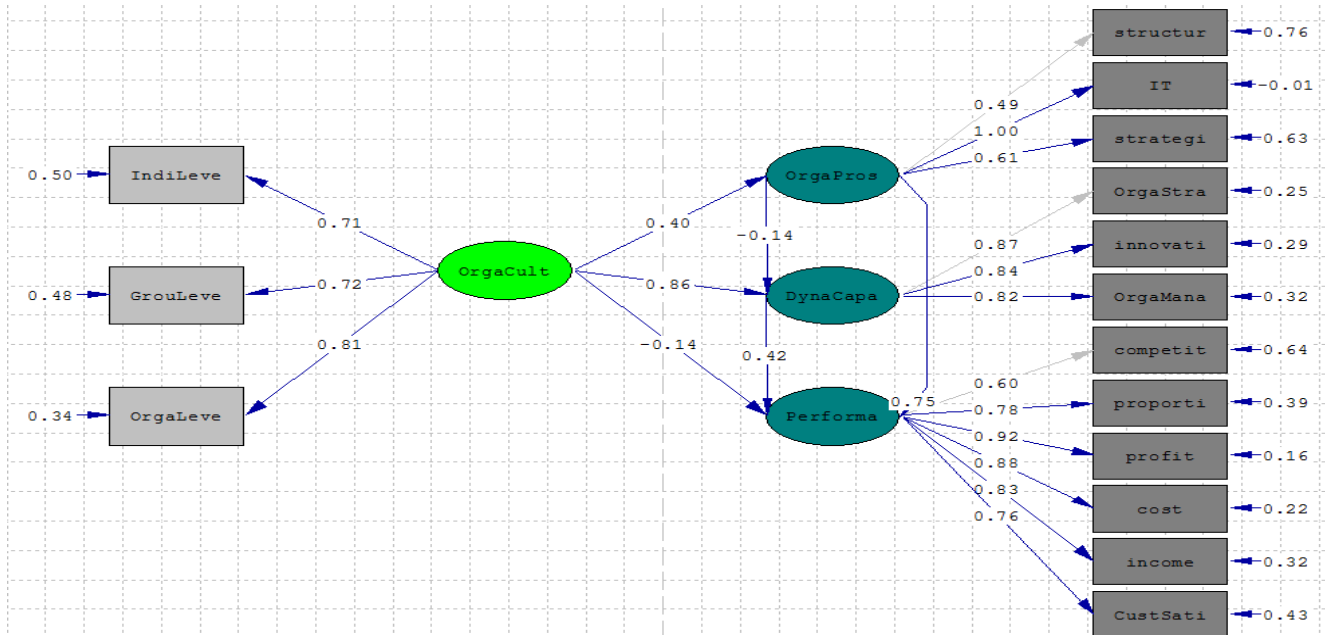 structur
0.76
IT
-0.01
0.49
1.00
strategi
0.63
0.61
0.50
IndiLeve
OrgaPros
OrgaStra
0.25
0.71
0.40
-0.14
0.87
innovati
0.29
OrgaCult
0.84
0.48
GrouLeve
0.72
0.86
DynaCapa
0.82
OrgaMana
0.32
0.81
-0.14
0.42
competit
0.64
0.60
0.34
OrgaLeve
Performa
0.75
0.78
proporti
0.39
0.92
profit
0.16
0.88
0.83
cost
0.22
0.76
income
0.32
CustSati
0.43